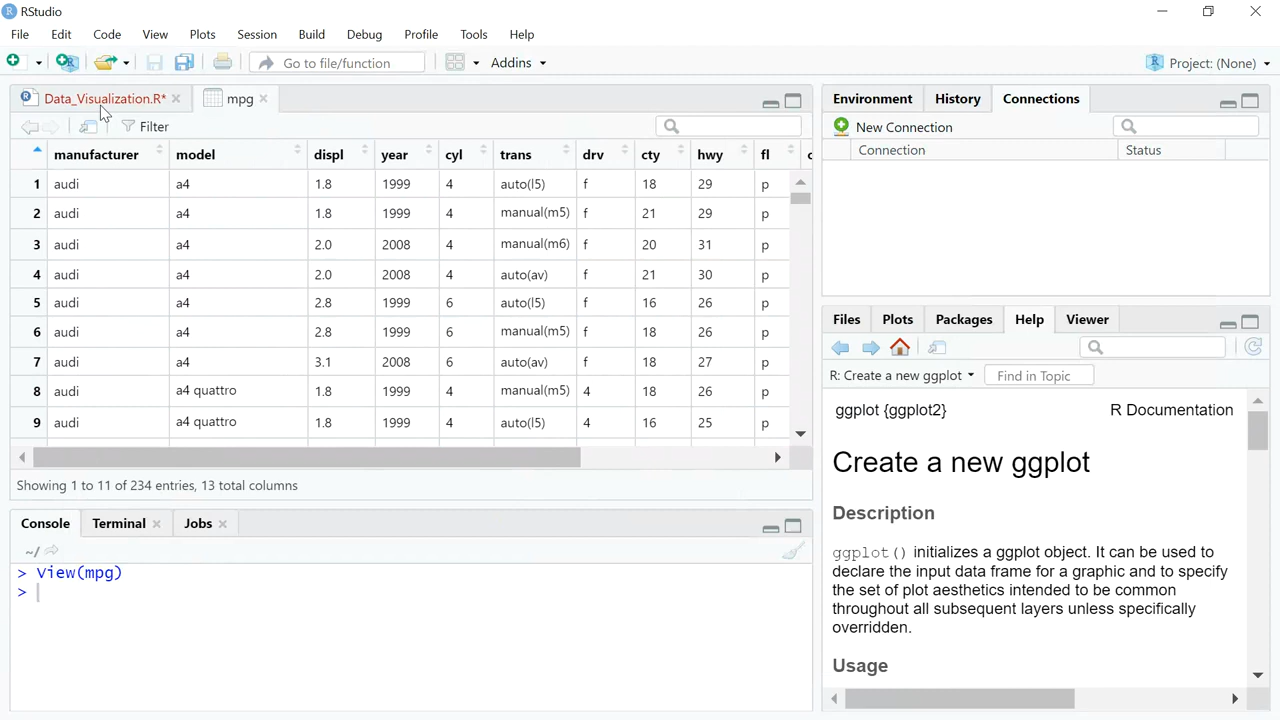 RStudio
File Edit Code View Plots Session Build Debug Profile Tools Help
Go to file/function Addins Project: (None)
Data_Visualization.R* mpg
Filter
manufacturer model displ year cyl trans drv cty hwy fl
1 audi a4 1.8 1999 4 auto(l5) f 18 29 p
2 audi a4 1.8 1999 4 manual(m5) f 21 29 p
3 audi a4 2.0 2008 4 manual(m6) f 20 31 p
4 audi a4 2.0 2008 4 auto(av) f 21 30 p
5 audi a4 2.8 1999 6 auto(l5) f 16 26 p
6 audi a4 2.8 1999 6 manual(m5) f 18 26 p
7 audi a4 3.1 2008 6 auto(av) f 18 27 p
8 audi a4 quattro 1.8 1999 4 manual(m5) 4 18 26 p
9 audi a4 quattro 1.8 1999 4 auto(l5) 4 16 25 p
Showing 1 to 11 of 234 entries, 13 total columns
Console Terminal Jobs
~/
> View(mpg)
>
Environment History Connections
New Connection
Connection Status
Files Plots Packages Help Viewer
R: Create a new ggplot Find in Topic
ggplot {ggplot2} R Documentation
Create a new ggplot
Description
ggplot() initializes a ggplot object. It can be used to
declare the input data frame for a graphic and to specify
the set of plot aesthetics intended to be common
throughout all subsequent layers unless specifically
overridden.
Usage